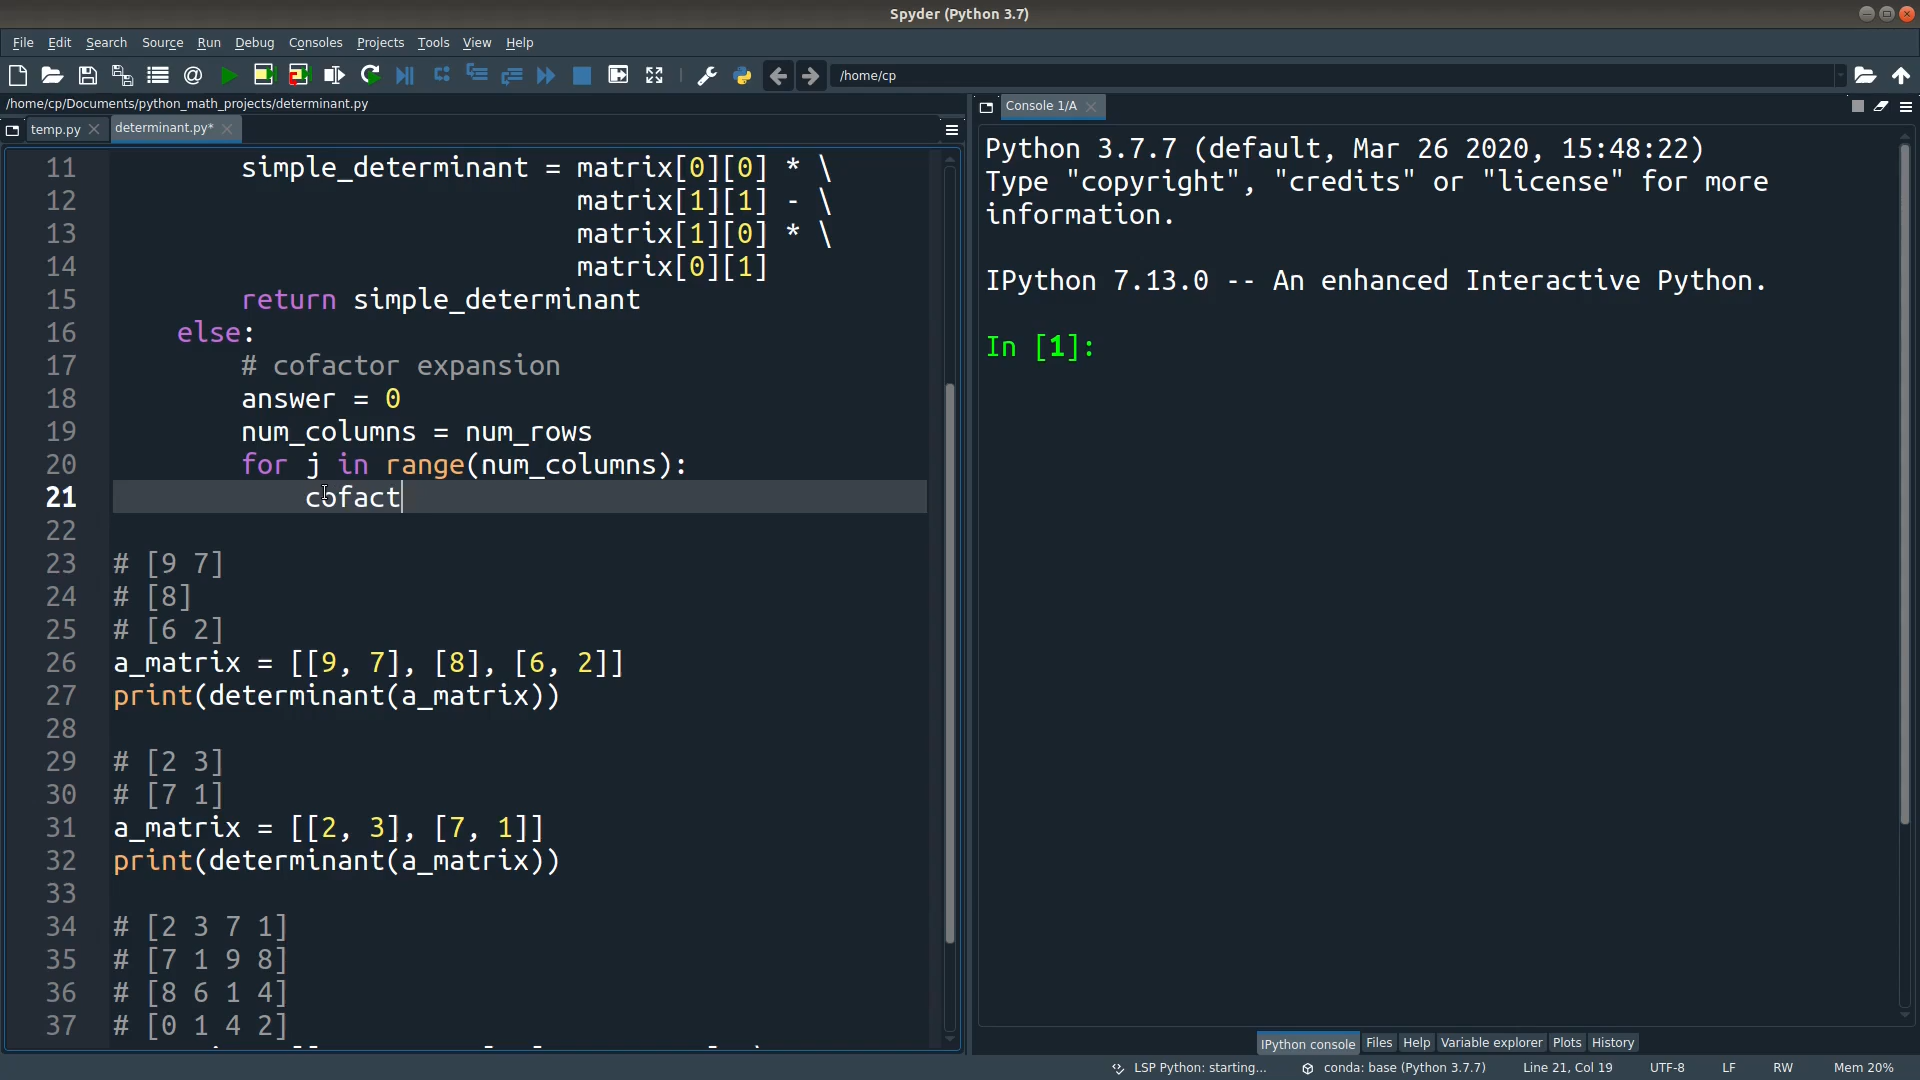 Spyder (Python 3.7)
File Edit Search Source Run Debug Consoles Projects Tools View Help
/home/cp
/home/cp/Documents/python_math_projects/determinant.py
temp.py determinant.py*
11 simple_determinant = matrix[0][0] * \
12 matrix[1][1] - \
13 matrix[1][0] * \
14 matrix[0][1]
15 return simple_determinant
16 else:
17 # cofactor expansion
18 answer = 0
19 num_columns = num_rows
20 for j in range(num_columns):
21 cofact
22
23 # [9 7]
24 # [8]
25 # [6 2]
26 a_matrix = [[9, 7], [8], [6, 2]]
27 print(determinant(a_matrix))
28
29 # [2 3]
30 # [7 1]
31 a_matrix = [[2, 3], [7, 1]]
32 print(determinant(a_matrix))
33
34 # [2 3 7 1]
35 # [7 1 9 8]
36 # [8 6 1 4]
37 # [0 1 4 2]
Console 1/A
Python 3.7.7 (default, Mar 26 2020, 15:48:22)
Type "copyright", "credits" or "license" for more
information.
IPython 7.13.0 -- An enhanced Interactive Python.
In [1]:
IPython console Files Help Variable explorer Plots History
LSP Python: starting... conda: base (Python 3.7.7) Line 21, Col 19 UTF-8 LF RW Mem 20%